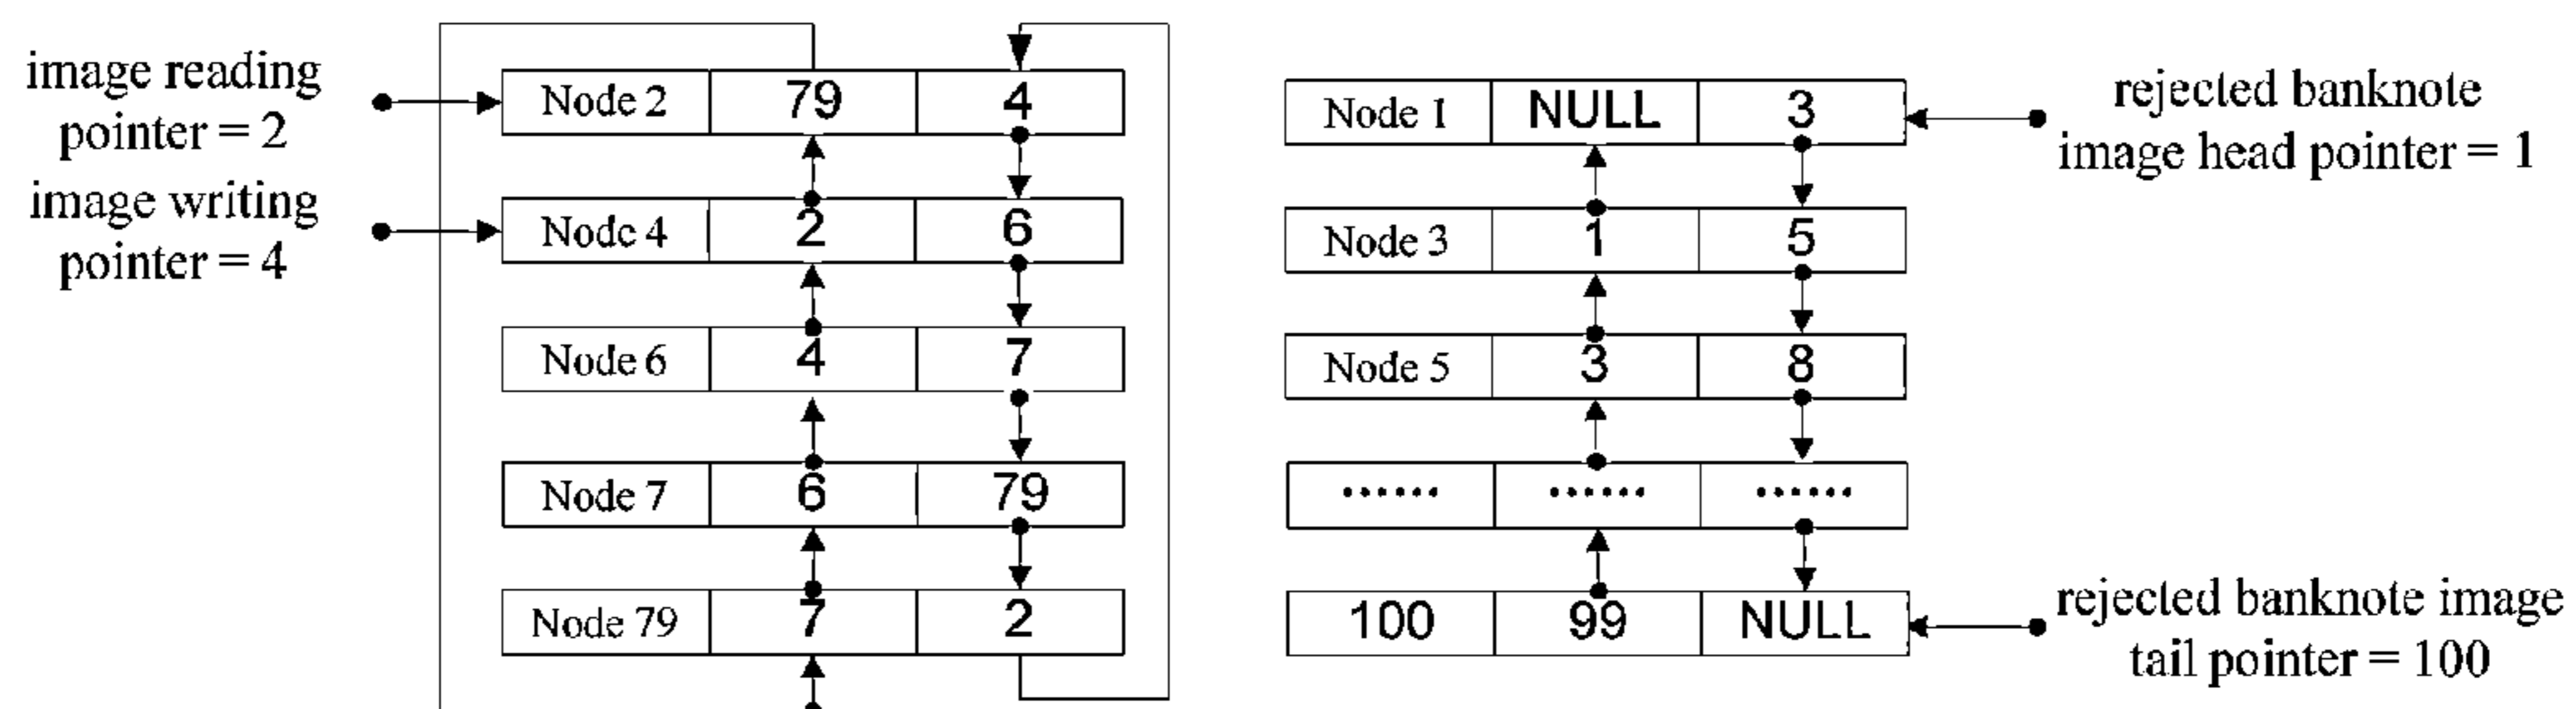 image reading
pointer = 2
image writing
pointer = 4
Node 2 79 4
Node 4 2 6
Node 6 4 7
Node 7 6 79
Node 79 7 2
Node 1 NULL 3
Node 3 1 5
Node 5 3 8
...... ...... ......
100 99 NULL
rejected banknote
image head pointer = 1
rejected banknote image
tail pointer = 100